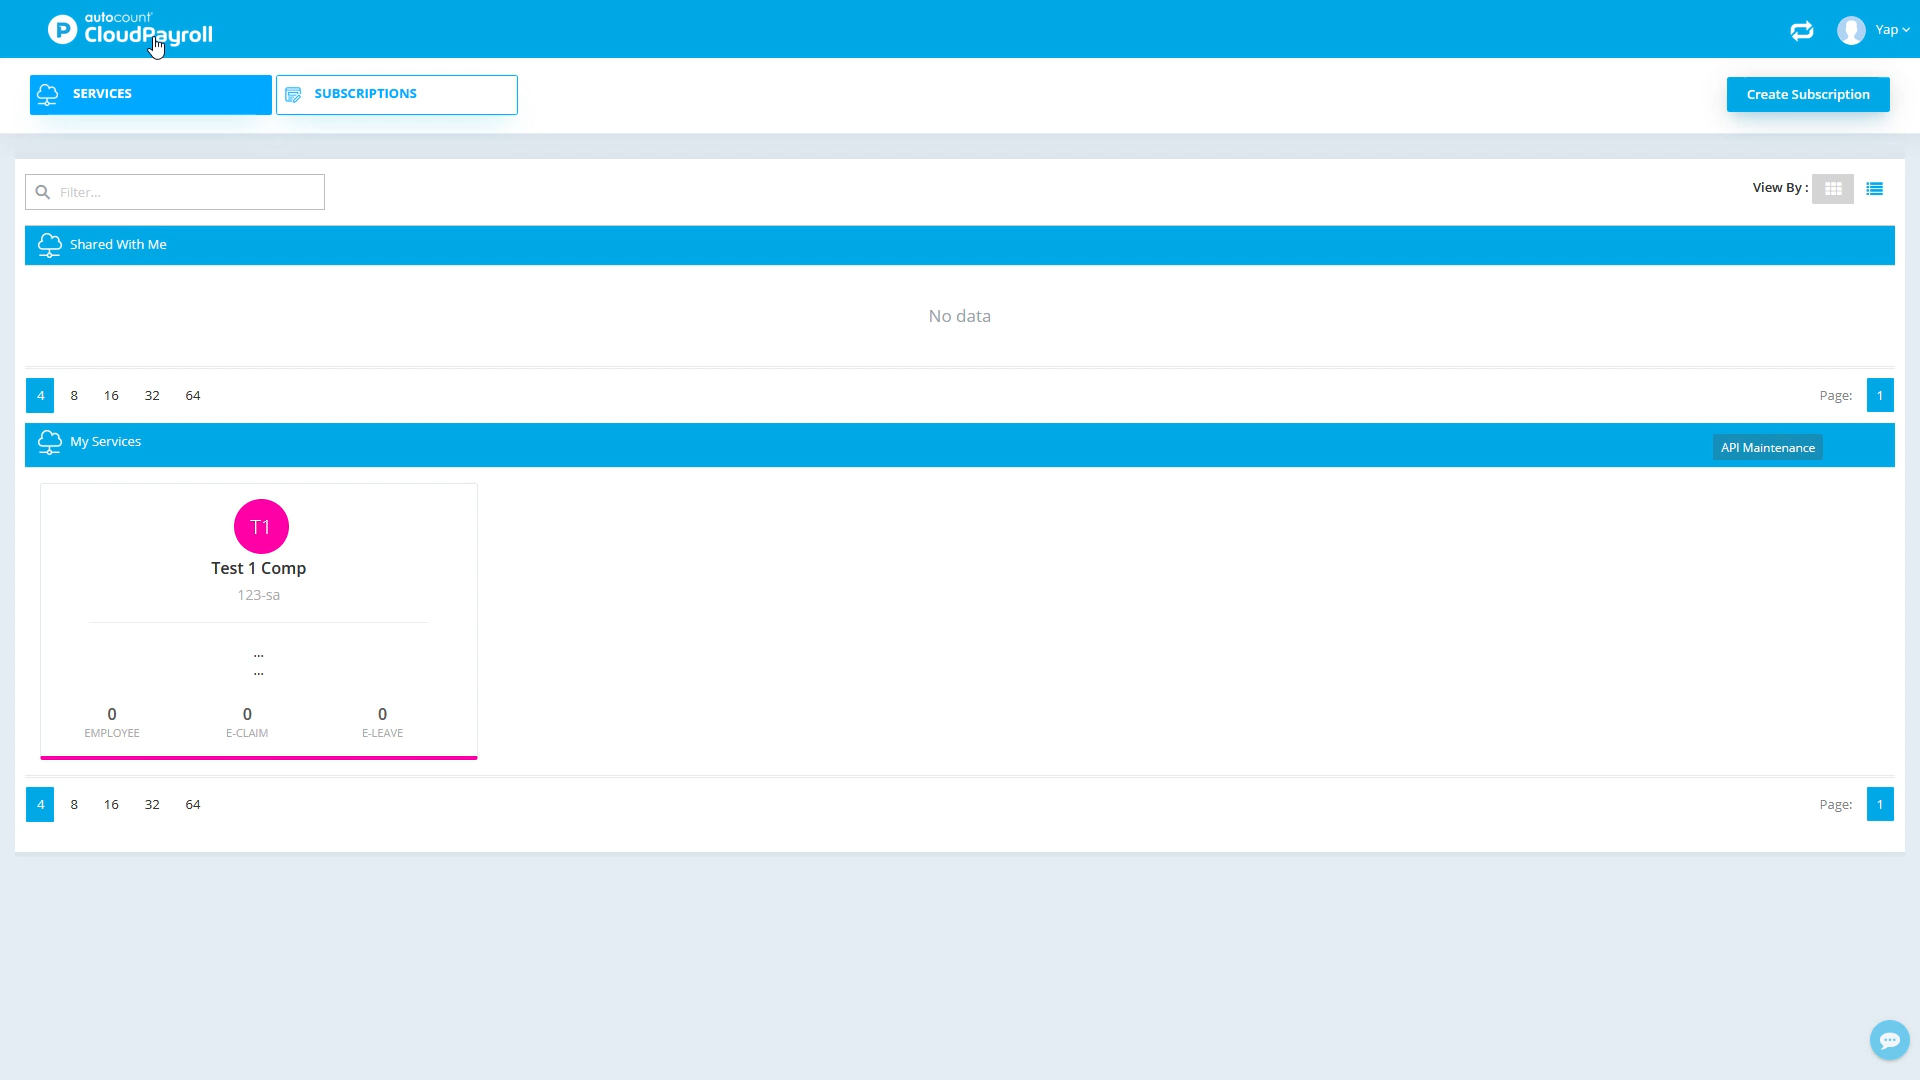 autocount
CloudPayroll
Yap
SERVICES
SUBSCRIPTIONS
Create Subscription
Filter...
View By :
Shared With Me
No data
4 8 16 32 64
Page: 1
My Services
API Maintenance
T1
Test 1 Comp
123-sa
...
...
0 0 0
EMPLOYEE E-CLAIM E-LEAVE
4 8 16 32 64
Page: 1